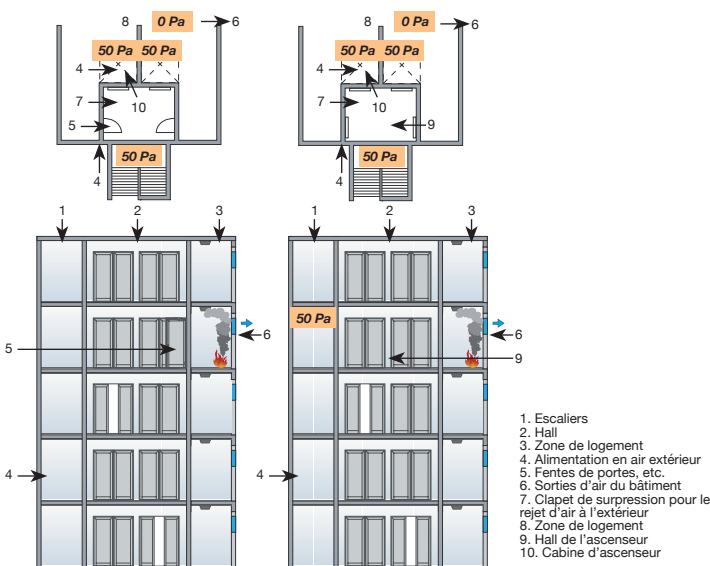 8 0 Pa 6
50 Pa 50 Pa
4
7 10
5
50 Pa
4
8 0 Pa 6
50 Pa 50 Pa
4
7 10
9
50 Pa
4
1 2 3
6
5
4
1 2 3
50 Pa
6
9
4
1. Escaliers
2. Hall
3. Zone de logement
4. Alimentation en air extérieur
5. Fentes de portes, etc.
6. Sorties d'air du bâtiment
7. Clapet de surpression pour le
rejet d'air à l'extérieur
8. Zone de logement
9. Hall de l'ascenseur
10. Cabine d'ascenseur